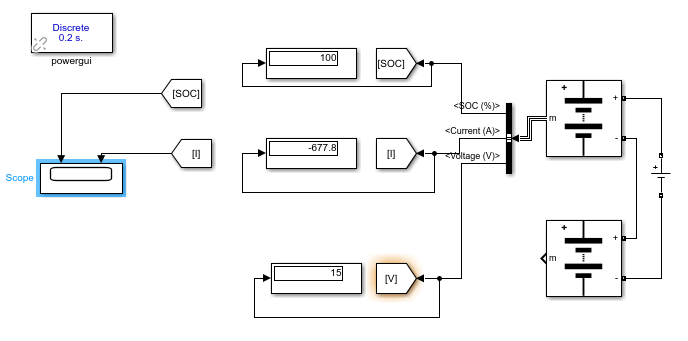 Discrete
0.2 s.
powergui
[SOC]
[I]
Scope
100
[SOC]
-677.8
[I]
15
[V]
<SOC (%)>
<Current (A)>
<Voltage (V)>
+
m
+
-
+
+
m
+
-